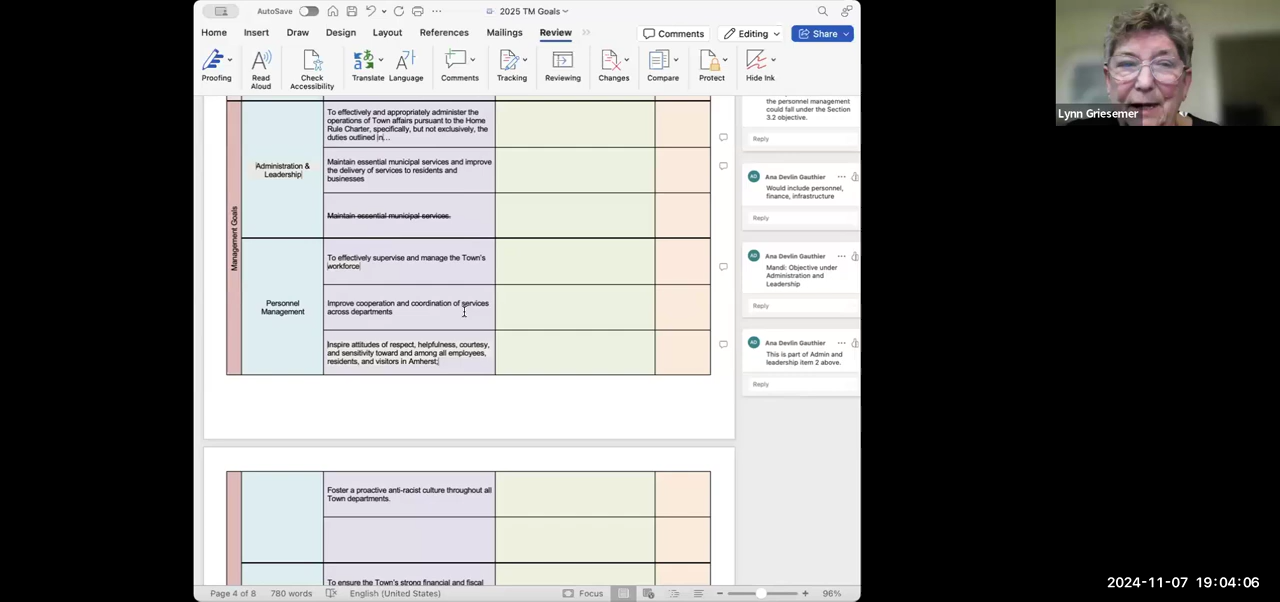 AutoSave
2025 TM Goals
Home
Insert
Draw
Design
Layout
References
Mailings
Review
Comments
Editing
Share
Proofing
Read
Aloud
Check
Accessibility
Translate
Language
Comments
Tracking
Reviewing
Changes
Compare
Protect
Hide Ink
Management Goals
Administration &
Leadership
To effectively and appropriately administer the
operations of Town affairs pursuant to the Home
Rule Charter, specifically, but not exclusively, the
duties outlined in...
Maintain essential municipal services and improve
the delivery of services to residents and
businesses
Maintain essential municipal services.
Personnel
Management
To effectively supervise and manage the Town's
workforce
Improve cooperation and coordination of services
across departments
Inspire attitudes of respect, helpfulness, courtesy,
and sensitivity toward and among all employees,
residents, and visitors in Amherst;
Foster a proactive anti-racist culture throughout all
Town departments.
To ensure the Town's strong financial and fiscal
the personnel management
could fall under the Section
3.2 objective.
Reply
AD Ana Devlin Gauthier
Would include personnel,
finance, infrastructure
Reply
AD Ana Devlin Gauthier
Mandi: Objective under
Administration and
Leadership
Reply
AD Ana Devlin Gauthier
This is part of Admin and
leadership item 2 above.
Reply
Page 4 of 8
780 words
English (United States)
Focus
96%
Lynn Griesemer
2024-11-07 19:04:06